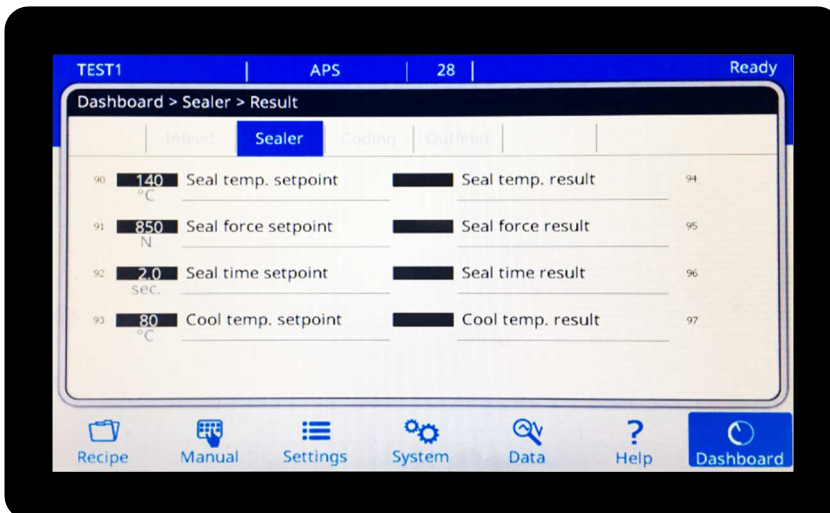 TEST1 APS 28 Ready
Dashboard > Sealer > Result
Infeed Sealer Coding Outfeed
90 140 Seal temp. setpoint Seal temp. result 94
°C
91 850 Seal force setpoint Seal force result 95
N
92 2.0 Seal time setpoint Seal time result 96
sec.
93 80 Cool temp. setpoint Cool temp. result 97
°C
Recipe Manual Settings System Data Help Dashboard